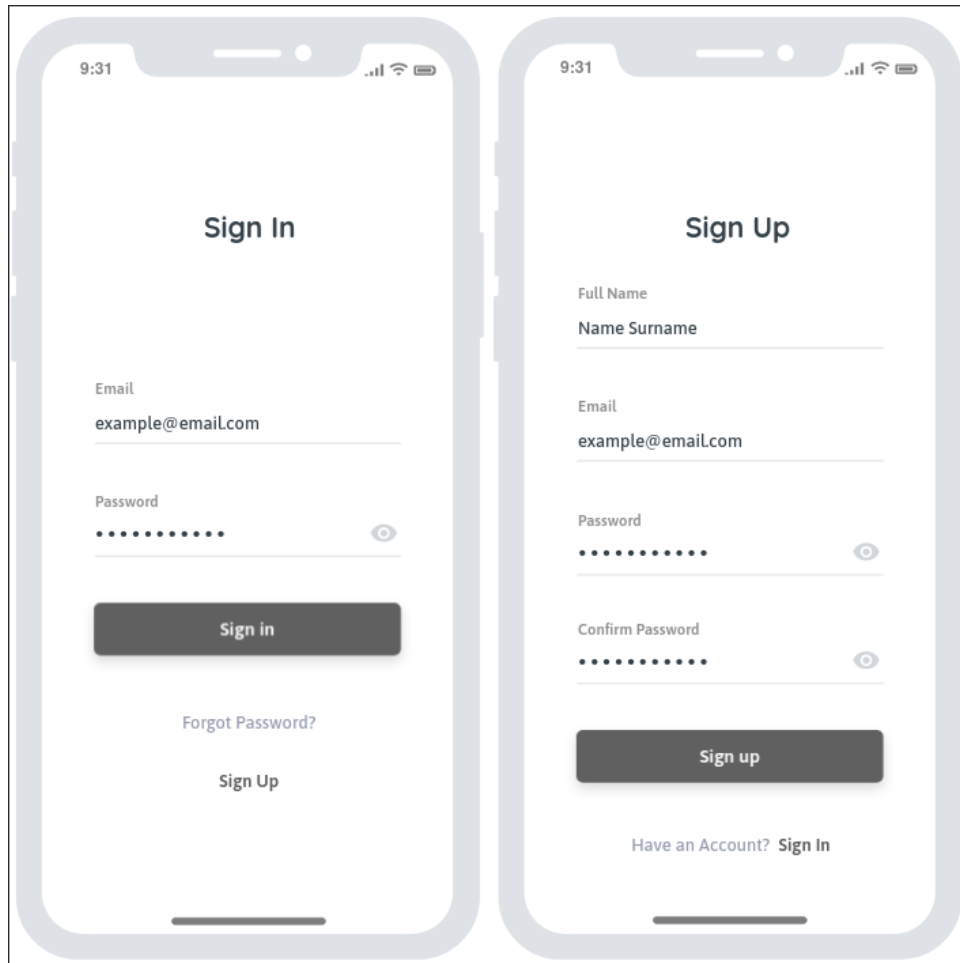 9:31
Sign In
Email
example@email.com
Password
•••••••••••
Sign in
Forgot Password?
Sign Up
9:31
Sign Up
Full Name
Name Surname
Email
example@email.com
Password
•••••••••••
Confirm Password
•••••••••••
Sign up
Have an Account? Sign In